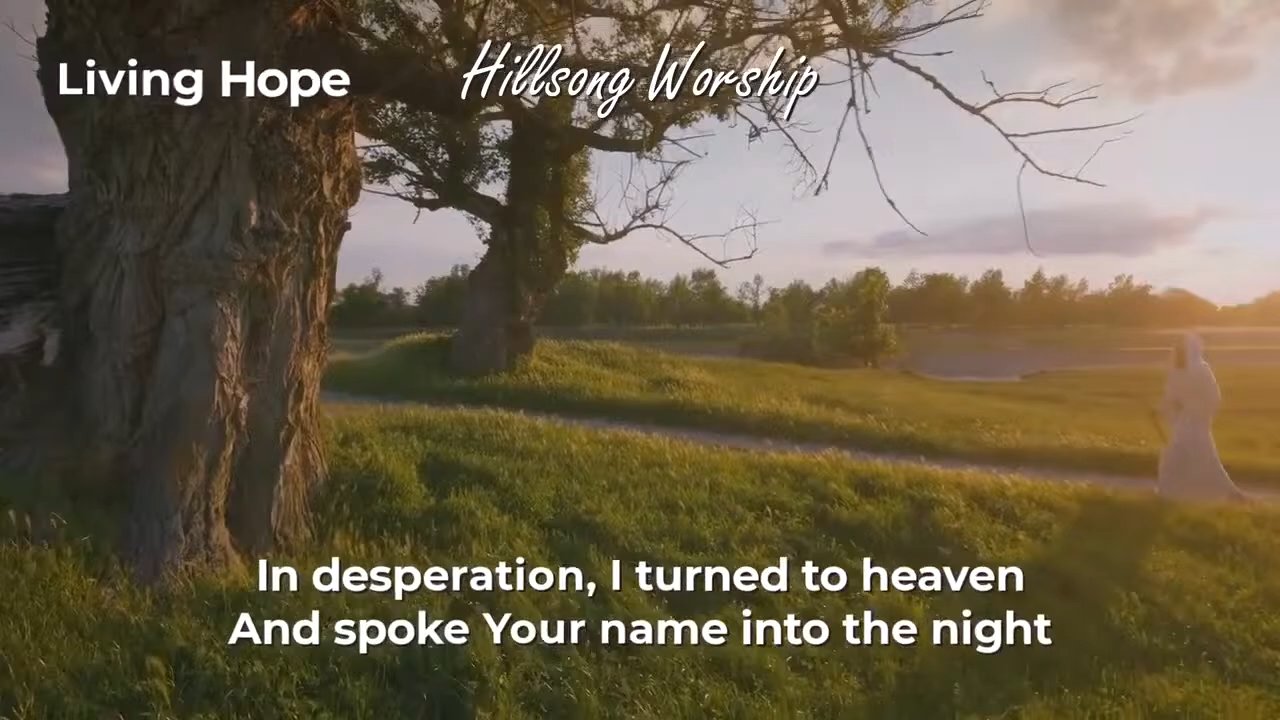 Living Hope
Hillsong Worship
In desperation, I turned to heaven
And spoke Your name into the night